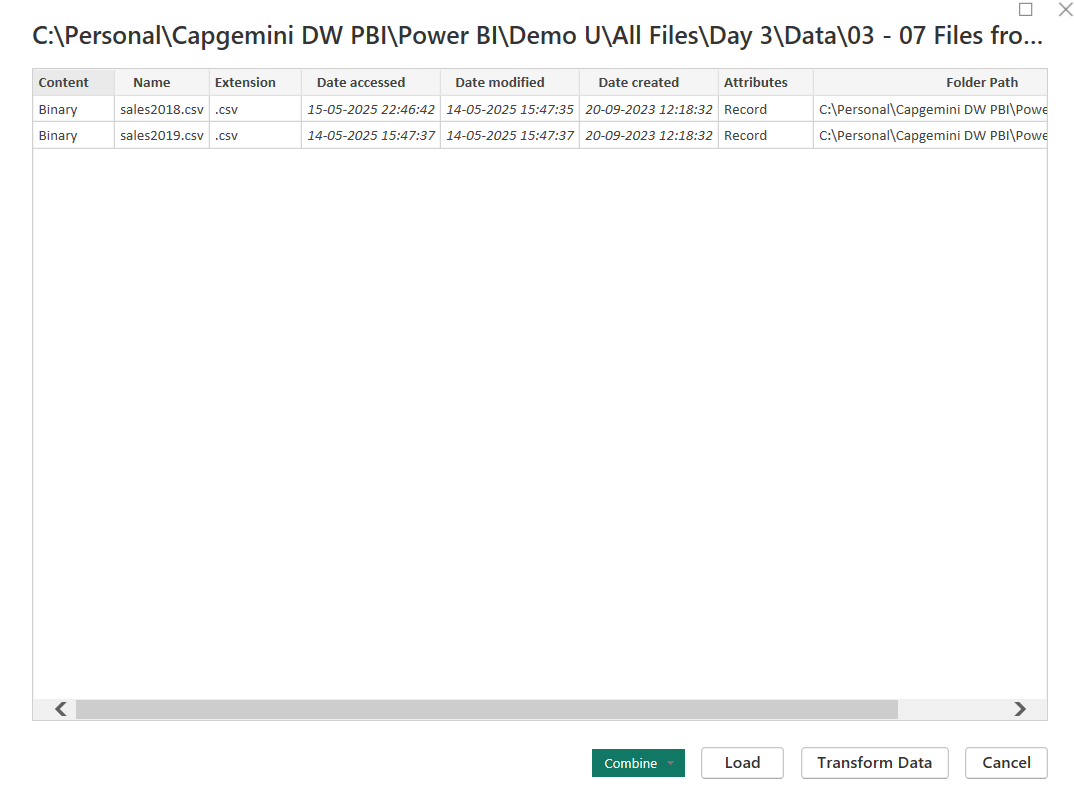 C:\Personal\Capgemini DW PBI\Power BI\Demo U\All Files\Day 3\Data\03 - 07 Files fro...
Content Name Extension Date accessed Date modified Date created Attributes Folder Path
Binary sales2018.csv .csv 15-05-2025 22:46:42 14-05-2025 15:47:35 20-09-2023 12:18:32 Record C:\Personal\Capgemini DW PBI\Powe
Binary sales2019.csv .csv 14-05-2025 15:47:37 14-05-2025 15:47:37 20-09-2023 12:18:32 Record C:\Personal\Capgemini DW PBI\Powe
Combine Load Transform Data Cancel